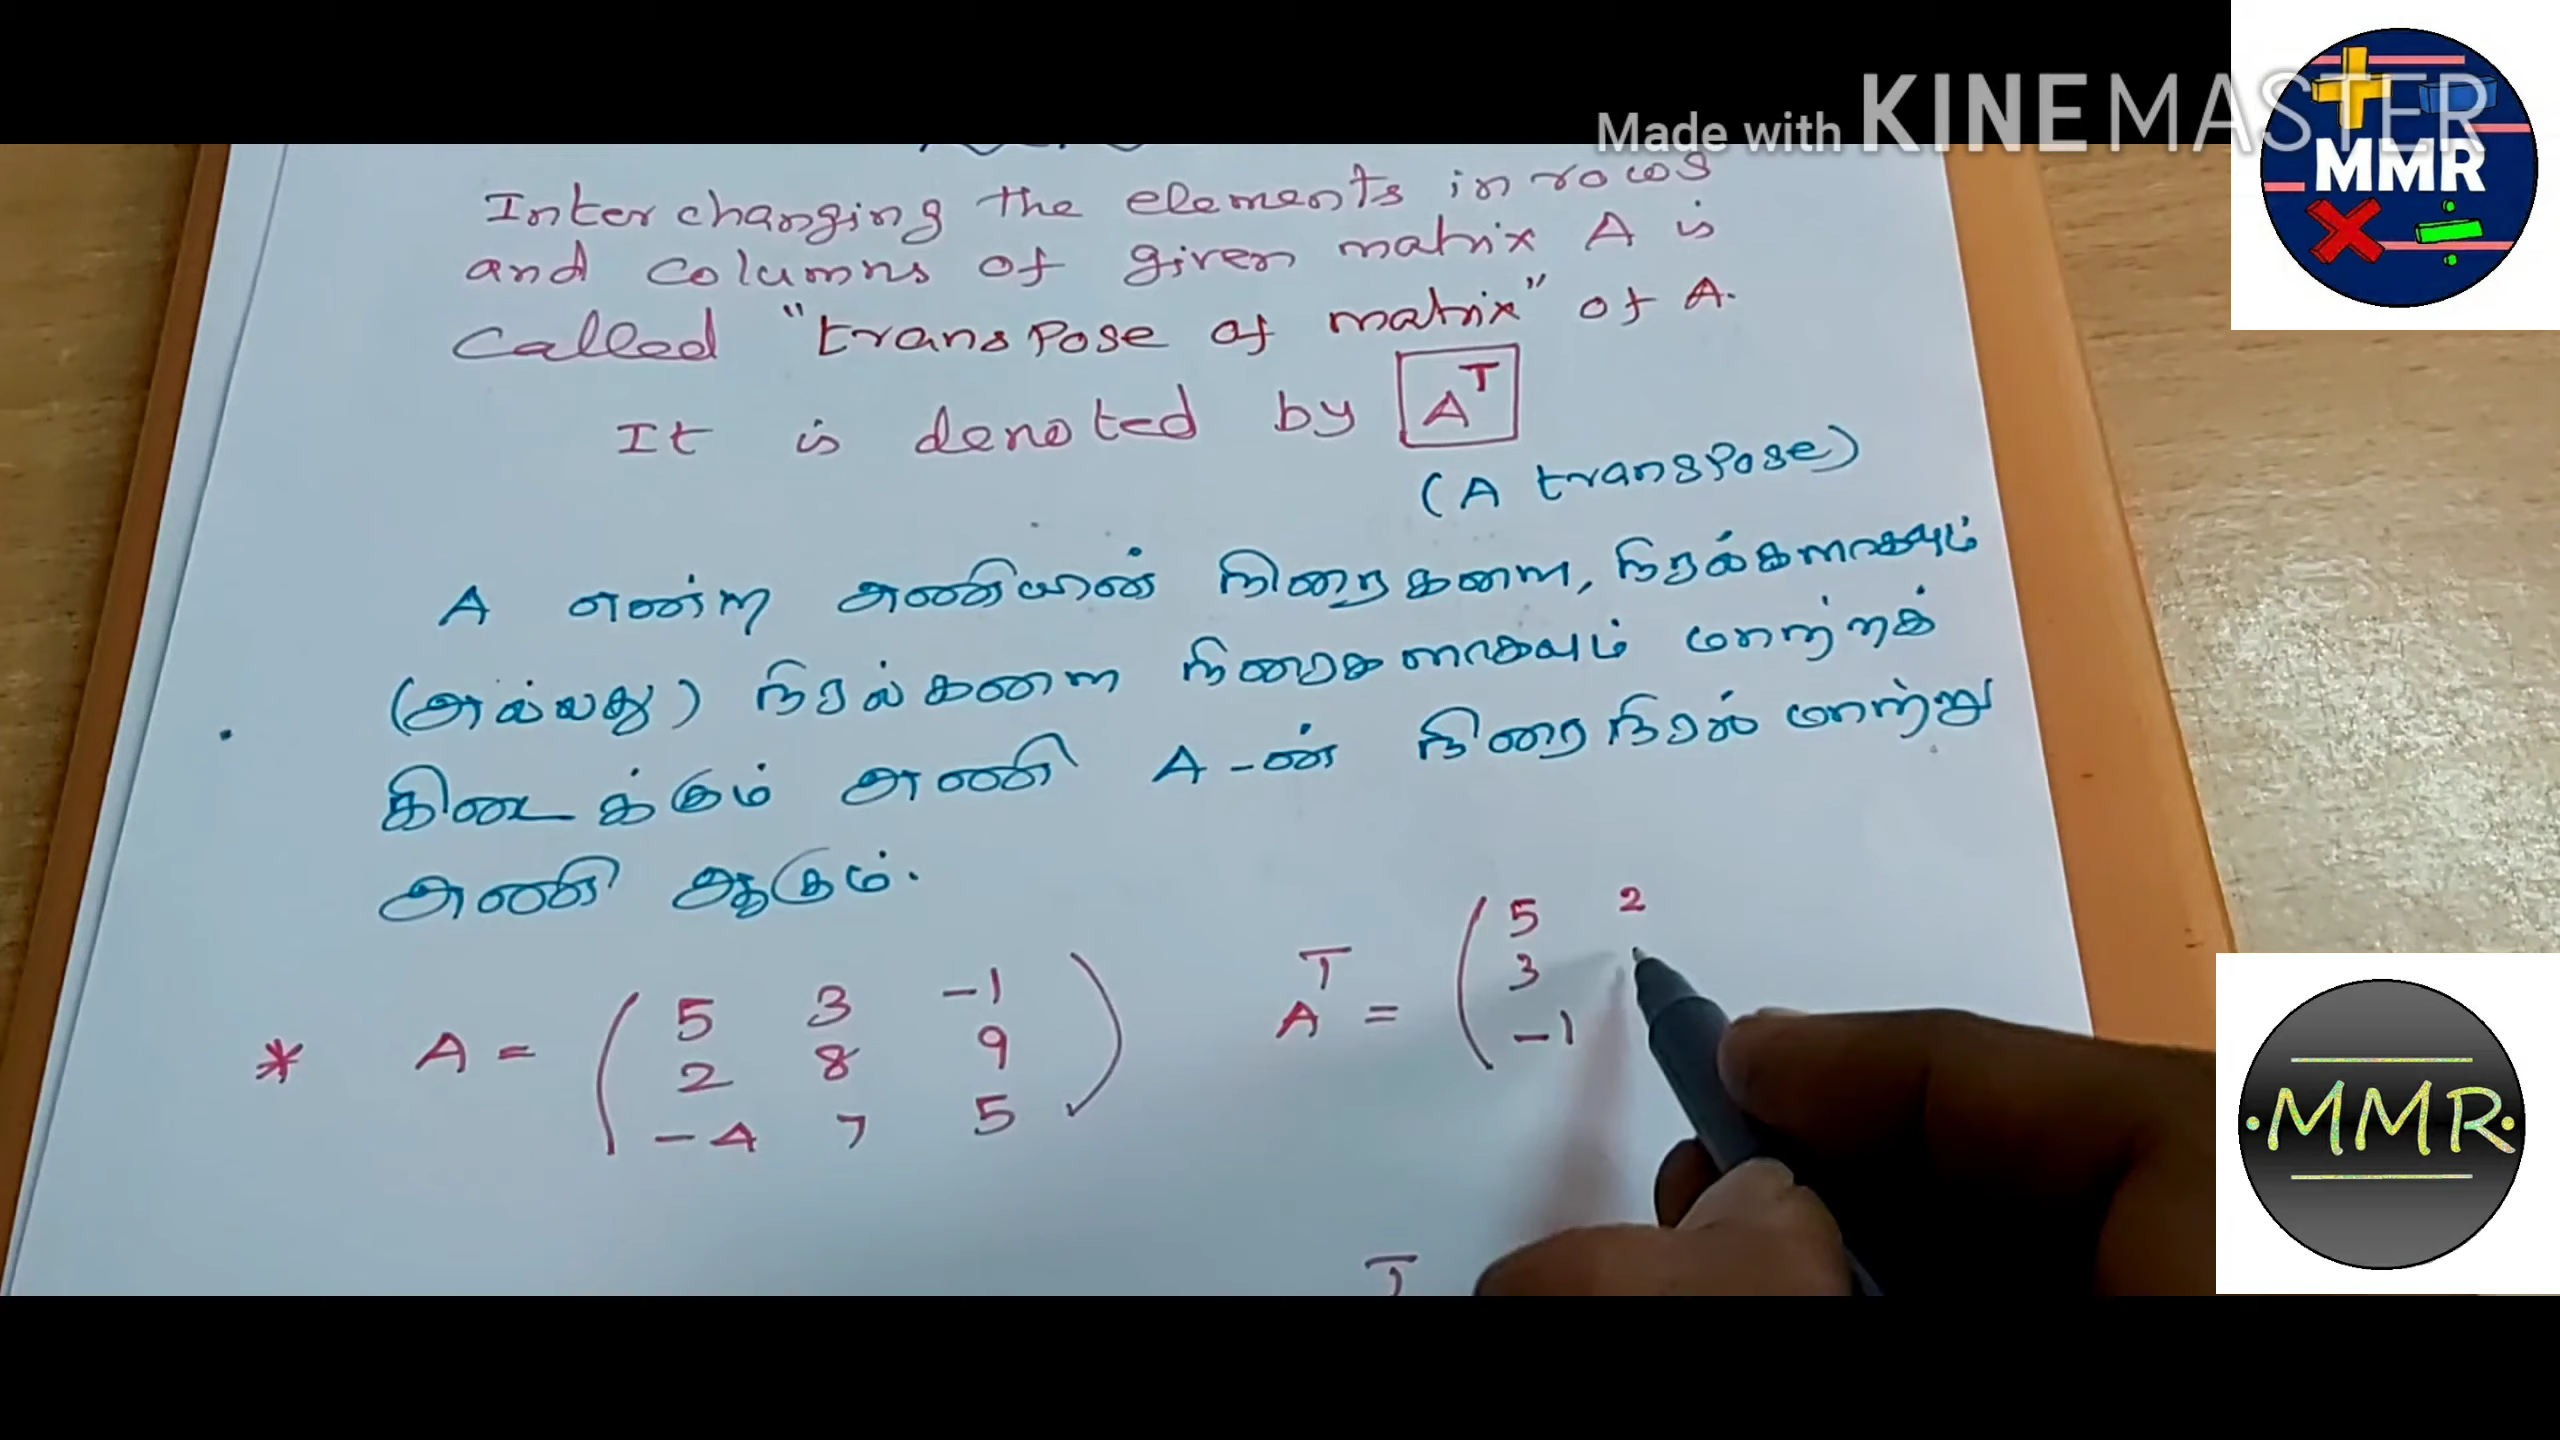 Made with KINEMASTER
MMR
Interchanging the elements in rows
and columns of given matrix A is
called "transpose of matrix" of A.
It is denoted by A^T
(A transpose)
A என்ற அணியின் நிரைகளை, நிரல்களாகவும்
(அல்லது) நிரல்களை நிரைகளாகவும் மாற்றக்
கிடைக்கும் அணி A-ன் நிரைநிரல் மாற்று
அணி ஆகும்.
* A = ( 5 3 -1 ) A^T = ( 5 2
2 8 9 3
-4 7 5 -1
T
MMR